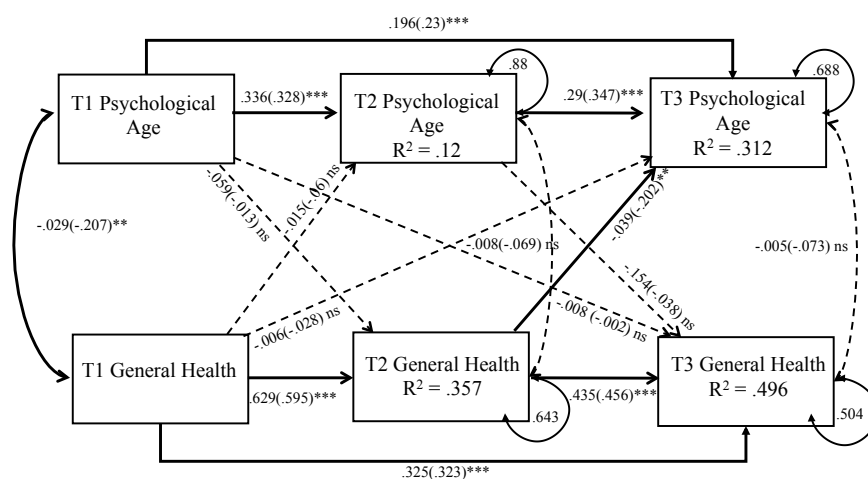 .196(.23)***
.88
.688
T1 Psychological
Age
.336(.328)***
T2 Psychological
Age
R² = .12
.29(.347)***
T3 Psychological
Age
R² = .312
-.059(-.013) ns
-.015(-.06) ns
-.039(-.202)**
-.029(-.207)**
-.008(-.069) ns
-.005(-.073) ns
-.154(-.038) ns
-.006(-.028) ns
-.008 (-.002) ns
T1 General Health
.629(.595)***
T2 General Health
R² = .357
.435(.456)***
T3 General Health
R² = .496
.643
.504
.325(.323)***